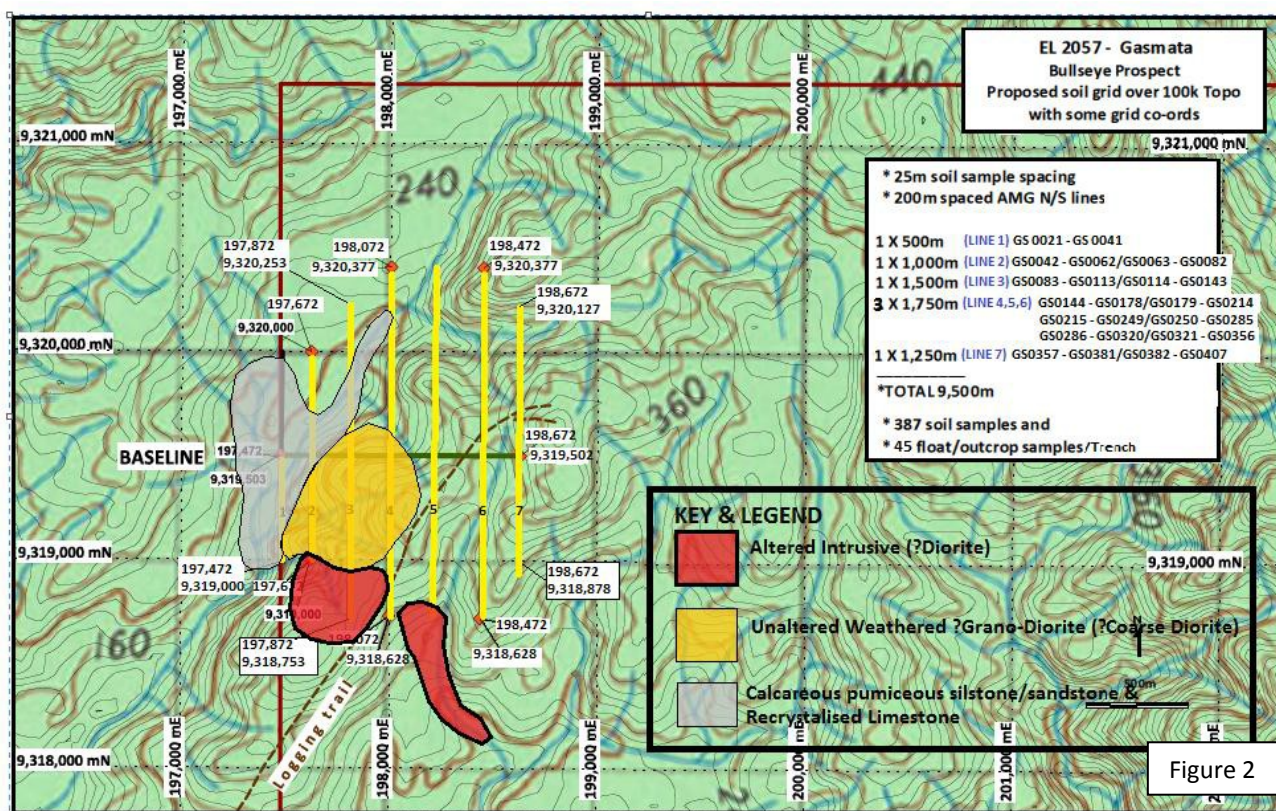 EL 2057 - Gasmata
Bullseye Prospect
Proposed soil grid over 100k Topo
with some grid co-ords
197,000 mE
198,000 mE
199,000 mE
200,000 mE
440
9,321,000 mN
9,321,000 mN
* 25m soil sample spacing
* 200m spaced AMG N/S lines
1 X 500m (LINE 1) GS 0021 - GS 0041
1 X 1,000m (LINE 2) GS0042 - GS0062/GS0063 - GS0082
1 X 1,500m (LINE 3) GS0083 - GS0113/GS0114 - GS0143
3 X 1,750m (LINE 4,5,6) GS0144 - GS0178/GS0179 - GS0214
GS0215 - GS0249/GS0250 - GS0285
GS0286 - GS0320/GS0321 - GS0356
1 X 1,250m (LINE 7) GS0357 - GS0381/GS0382 - GS0407
*TOTAL 9,500m
* 387 soil samples and
* 45 float/outcrop samples/Trench
240
197,872
9,320,253
198,072
9,320,377
198,472
9,320,377
197,672
9,320,000
198,672
9,320,127
9,320,000 mN
360
BASELINE
197,472
9,319,503
198,672
9,319,502
1 2 3 4 5 6 7
9,319,000 mN
9,319,000 mN
197,472
9,319,000
198,672
9,318,878
160
197,872
9,318,753
198,072
9,318,628
198,472
9,318,628
Logging trail
KEY & LEGEND
Altered Intrusive (?Diorite)
Unaltered Weathered ?Grano-Diorite (?Coarse Diorite)
Calcareous pumiceous silstone/sandstone &
Recrystalised Limestone
500m
9,318,000 mN
197,000 mE
198,000 mE
199,000 mE
200,000 mE
201,000 mE
Figure 2